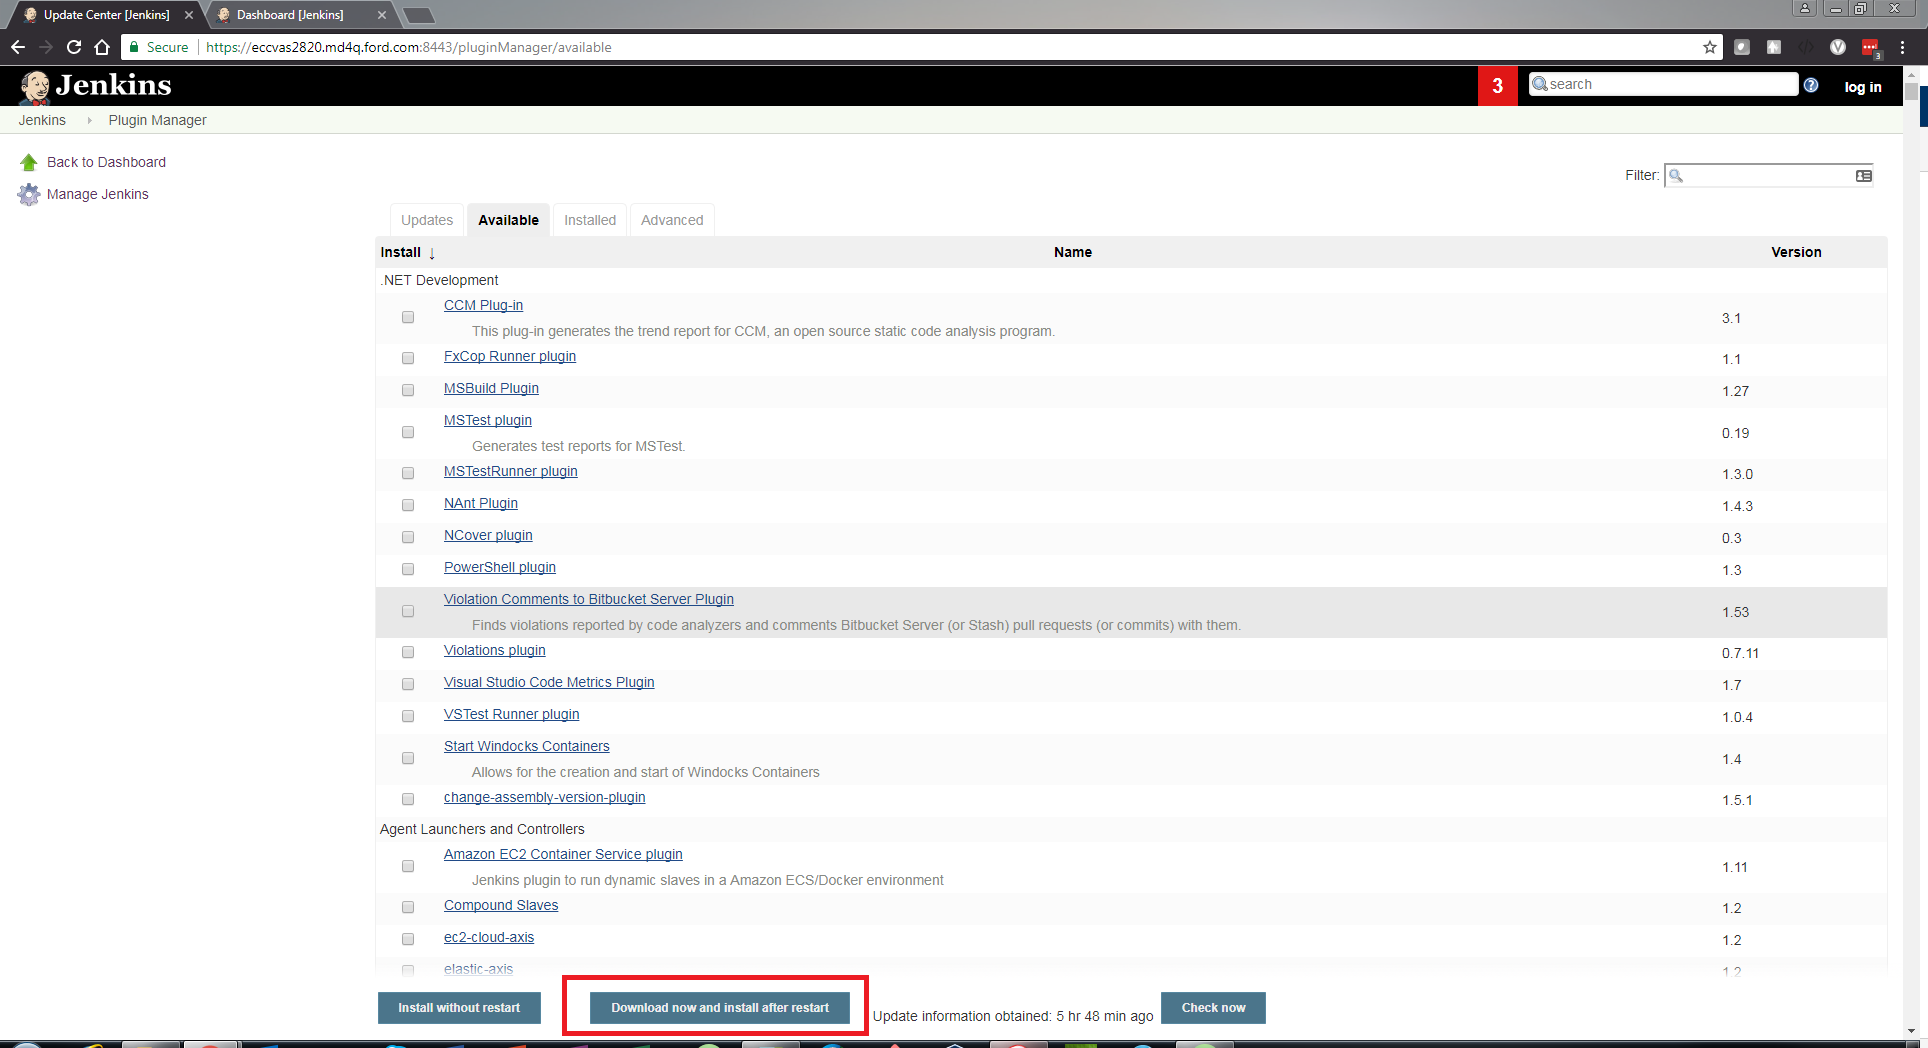 Update Center [Jenkins]
Dashboard [Jenkins]
Secure
https://eccvas2820.md4q.ford.com:8443/pluginManager/available
V
3
Jenkins
3
search
?
log in
Jenkins
Plugin Manager
Back to Dashboard
Manage Jenkins
Filter:
Updates
Available
Installed
Advanced
Install ↓
Name
Version
.NET Development
CCM Plug-in
This plug-in generates the trend report for CCM, an open source static code analysis program.
3.1
FxCop Runner plugin
1.1
MSBuild Plugin
1.27
MSTest plugin
Generates test reports for MSTest.
0.19
MSTestRunner plugin
1.3.0
NAnt Plugin
1.4.3
NCover plugin
0.3
PowerShell plugin
1.3
Violation Comments to Bitbucket Server Plugin
Finds violations reported by code analyzers and comments Bitbucket Server (or Stash) pull requests (or commits) with them.
1.53
Violations plugin
0.7.11
Visual Studio Code Metrics Plugin
1.7
VSTest Runner plugin
1.0.4
Start Windocks Containers
Allows for the creation and start of Windocks Containers
1.4
change-assembly-version-plugin
1.5.1
Agent Launchers and Controllers
Amazon EC2 Container Service plugin
Jenkins plugin to run dynamic slaves in a Amazon ECS/Docker environment
1.11
Compound Slaves
1.2
ec2-cloud-axis
1.2
elastic-axis
1.2
Install without restart
Download now and install after restart
Update information obtained: 5 hr 48 min ago
Check now